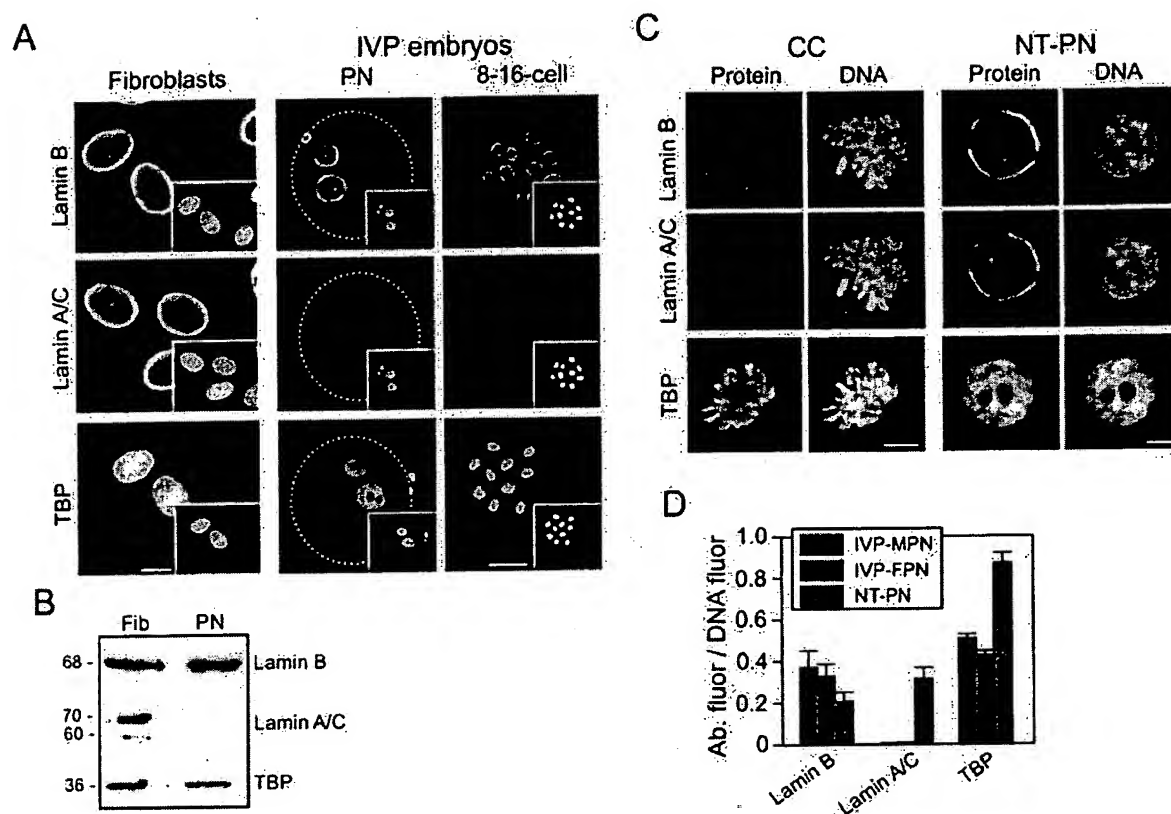 A
IVP embryos
Fibroblasts
PN
8-16-cell
Lamin B
Lamin A/C
TBP
B
Fib
PN
68 -
Lamin B
70 -
Lamin A/C
60 -
36 -
TBP
C
CC
NT-PN
Protein
DNA
Protein
DNA
Lamin B
Lamin A/C
TBP
D
Ab. fluor / DNA fluor
1.0
0.8
0.6
0.4
0.2
0
IVP-MPN
IVP-FPN
NT-PN
Lamin B
Lamin A/C
TBP